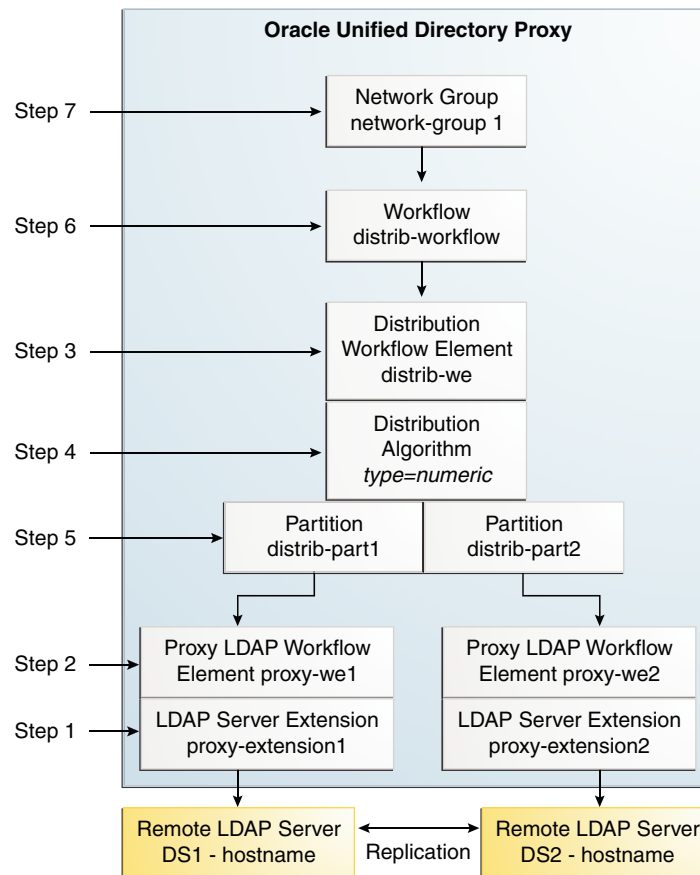 Oracle Unified Directory Proxy
Step 7
Network Group
network-group 1
Step 6
Workflow
distrib-workflow
Step 3
Distribution
Workflow Element
distrib-we
Step 4
Distribution
Algorithm
type=numeric
Step 5
Partition
distrib-part1
Partition
distrib-part2
Step 2
Proxy LDAP Workflow
Element proxy-we1
Proxy LDAP Workflow
Element proxy-we2
Step 1
LDAP Server Extension
proxy-extension1
LDAP Server Extension
proxy-extension2
Remote LDAP Server
DS1 - hostname
Replication
Remote LDAP Server
DS2 - hostname